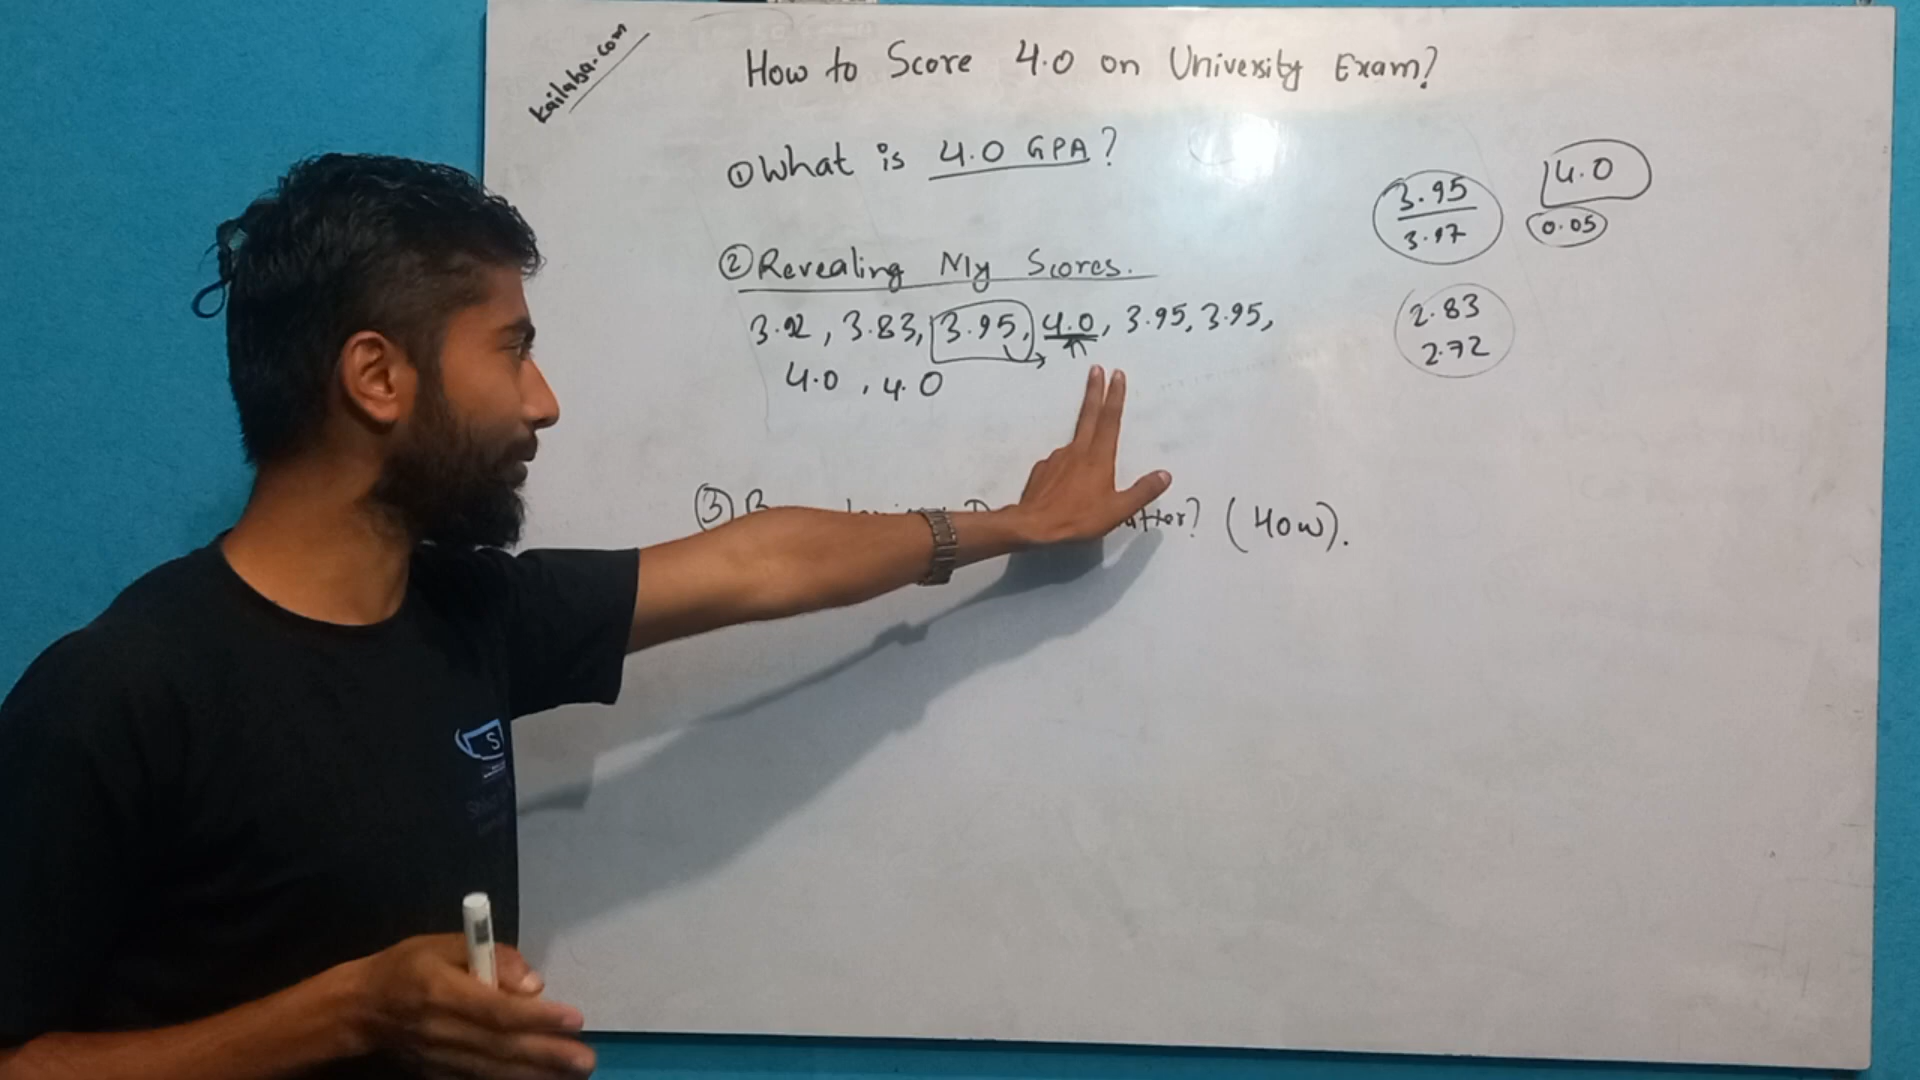 kailaba.com
How to Score 4.0 on University Exam?
① What is 4.0 GPA?
② Revealing My Scores.
3.92, 3.83, 3.95, 4.0, 3.95, 3.95,
4.0, 4.0
③ (How).
3.95
3.97
4.0
0.05
2.83
2.72
S